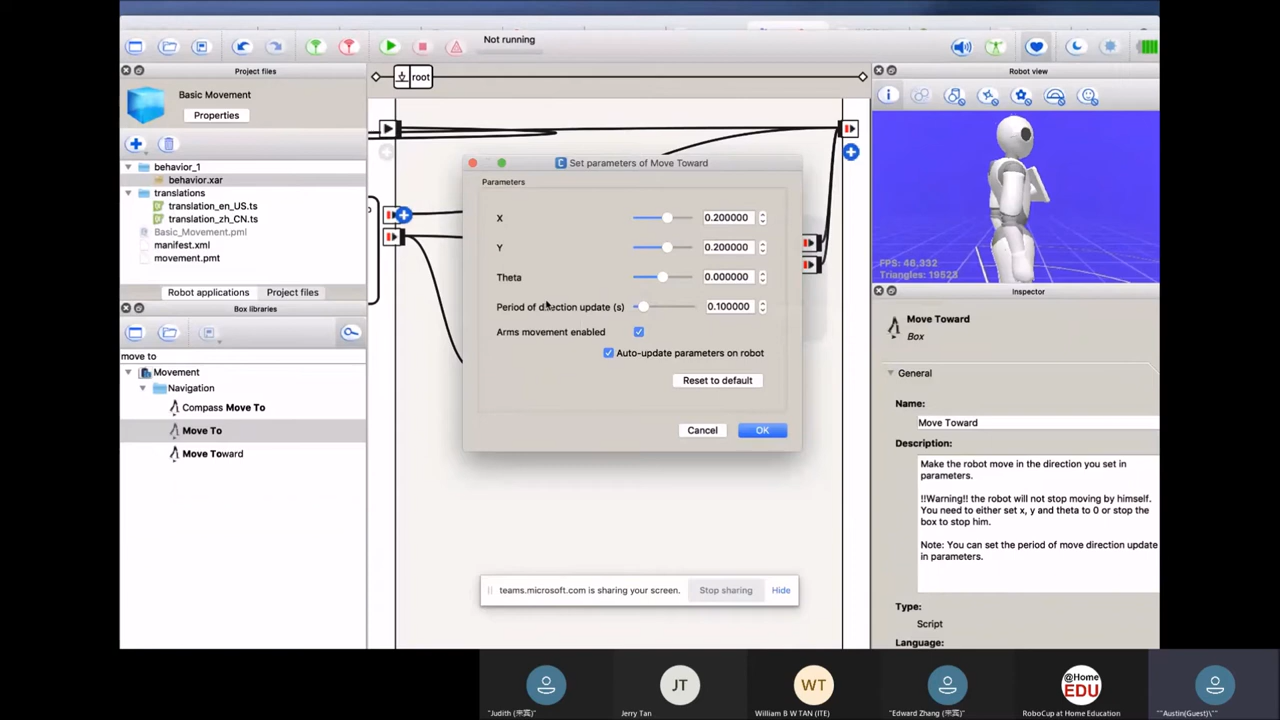 Not running
Project files
Basic Movement
Properties
behavior_1
behavior.xar
translations
translation_en_US.ts
translation_zh_CN.ts
Basic_Movement.pml
manifest.xml
movement.pmt
Robot applications
Project files
Box libraries
move to
Movement
Navigation
Compass Move To
Move To
Move Toward
root
C Set parameters of Move Toward
Parameters
X 0.200000
Y 0.200000
Theta 0.000000
Period of direction update (s) 0.100000
Arms movement enabled
Auto-update parameters on robot
Reset to default
Cancel
OK
teams.microsoft.com is sharing your screen.
Stop sharing
Hide
Robot view
FPS: 46,332
Triangles: 19523
Inspector
Move Toward
Box
General
Name:
Move Toward
Description:
Make the robot move in the direction you set in
parameters.
!!Warning!! the robot will not stop moving by himself.
You need to either set x, y and theta to 0 or stop the
box to stop him.
Note: You can set the period of move direction update
in parameters.
Type:
Script
Language:
JT
WT
@Home
EDU
Jerry Tan
William B W TAN (ITE)
RoboCup at Home Education
""Austin(Guest)\""